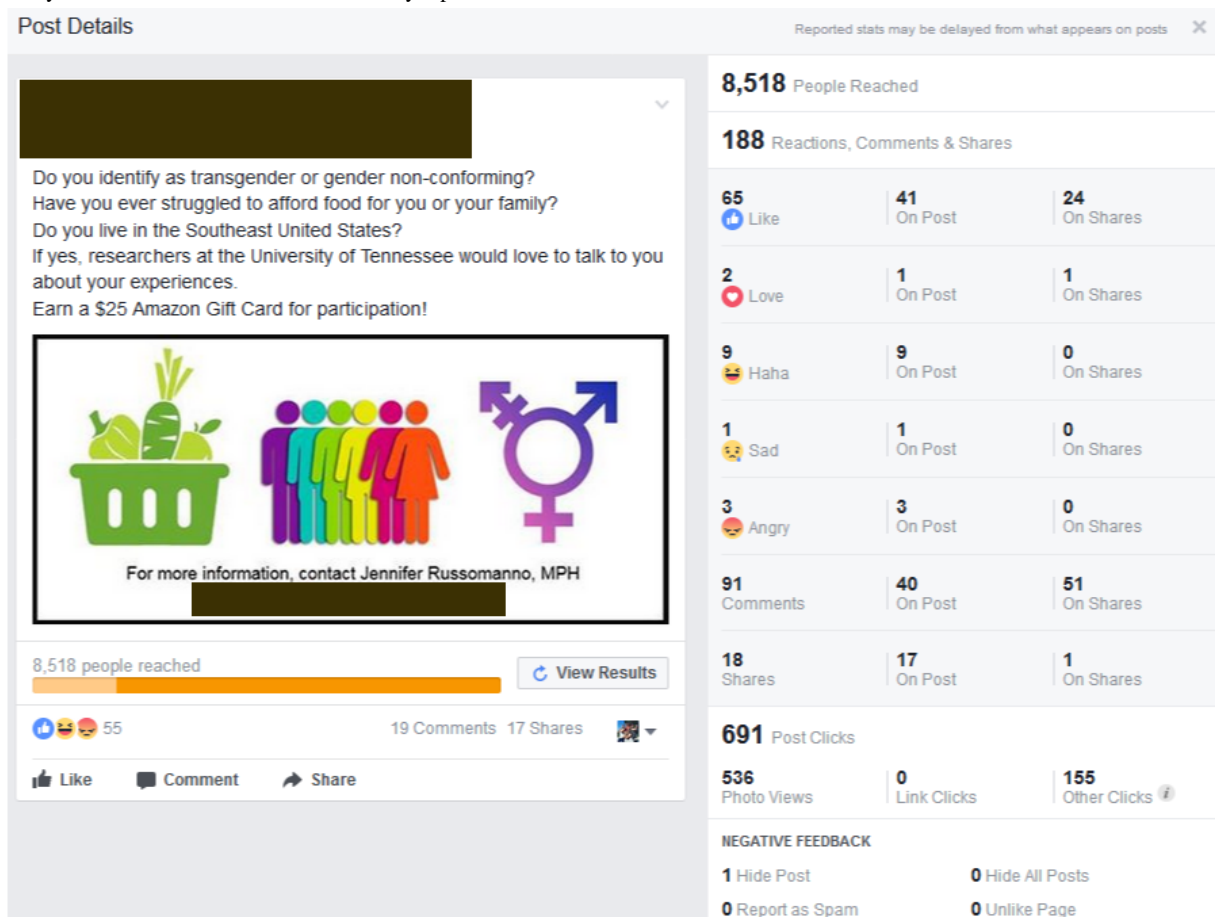 Post Details
Reported stats may be delayed from what appears on posts
Do you identify as transgender or gender non-conforming?
Have you ever struggled to afford food for you or your family?
Do you live in the Southeast United States?
If yes, researchers at the University of Tennessee would love to talk to you
about your experiences.
Earn a $25 Amazon Gift Card for participation!
For more information, contact Jennifer Russomanno, MPH
8,518 people reached
View Results
55
19 Comments 17 Shares
Like Comment Share
8,518 People Reached
188 Reactions, Comments & Shares
65 41 24
Like On Post On Shares
2 1 1
Love On Post On Shares
9 9 0
Haha On Post On Shares
1 1 0
Sad On Post On Shares
3 3 0
Angry On Post On Shares
91 40 51
Comments On Post On Shares
18 17 1
Shares On Post On Shares
691 Post Clicks
536 0 155
Photo Views Link Clicks Other Clicks
NEGATIVE FEEDBACK
1 Hide Post 0 Hide All Posts
0 Report as Spam 0 Unlike Page